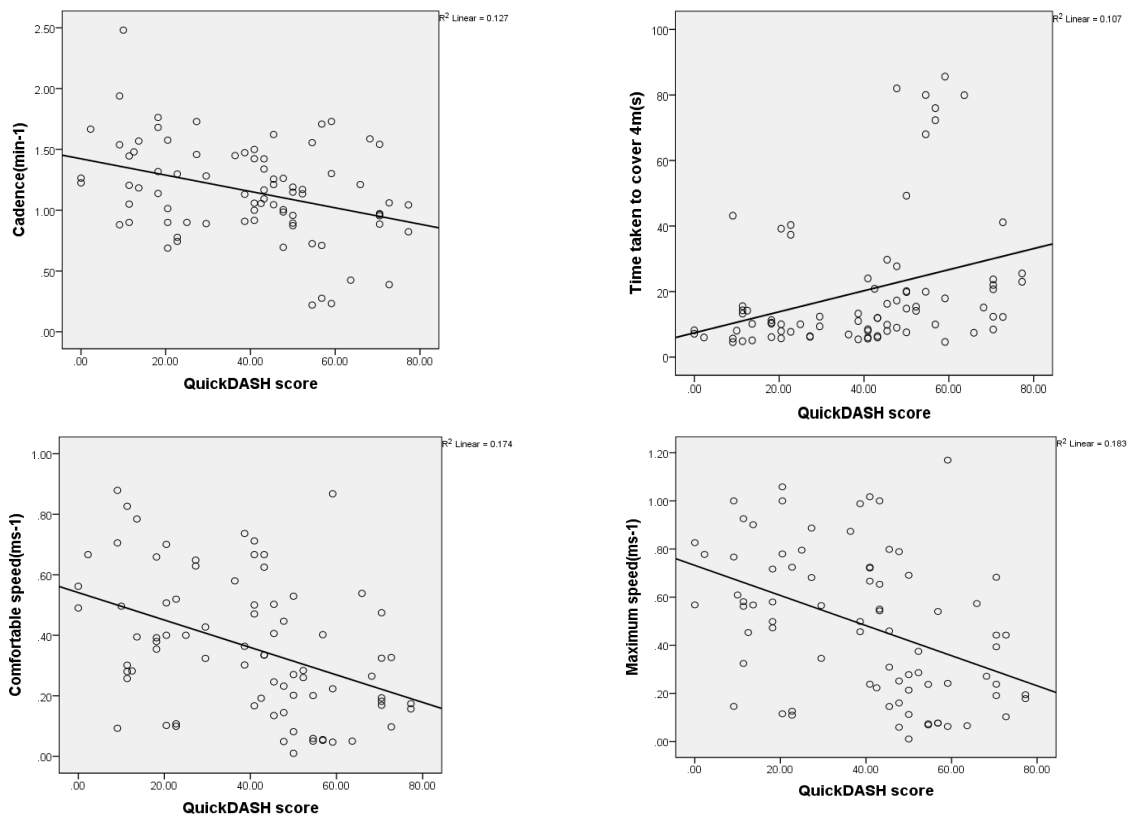 R² Linear = 0.127
2.50
2.00
1.50
1.00
.50
.00
Cadence(min-1)
.00 20.00 40.00 60.00 80.00
QuickDASH score
R² Linear = 0.107
100
80
60
40
20
0
Time taken to cover 4m(s)
.00 20.00 40.00 60.00 80.00
QuickDASH score
R² Linear = 0.174
1.00
.80
.60
.40
.20
.00
Comfortable speed(ms-1)
.00 20.00 40.00 60.00 80.00
QuickDASH score
R² Linear = 0.183
1.20
1.00
.80
.60
.40
.20
.00
Maximum speed(ms-1)
.00 20.00 40.00 60.00 80.00
QuickDASH score